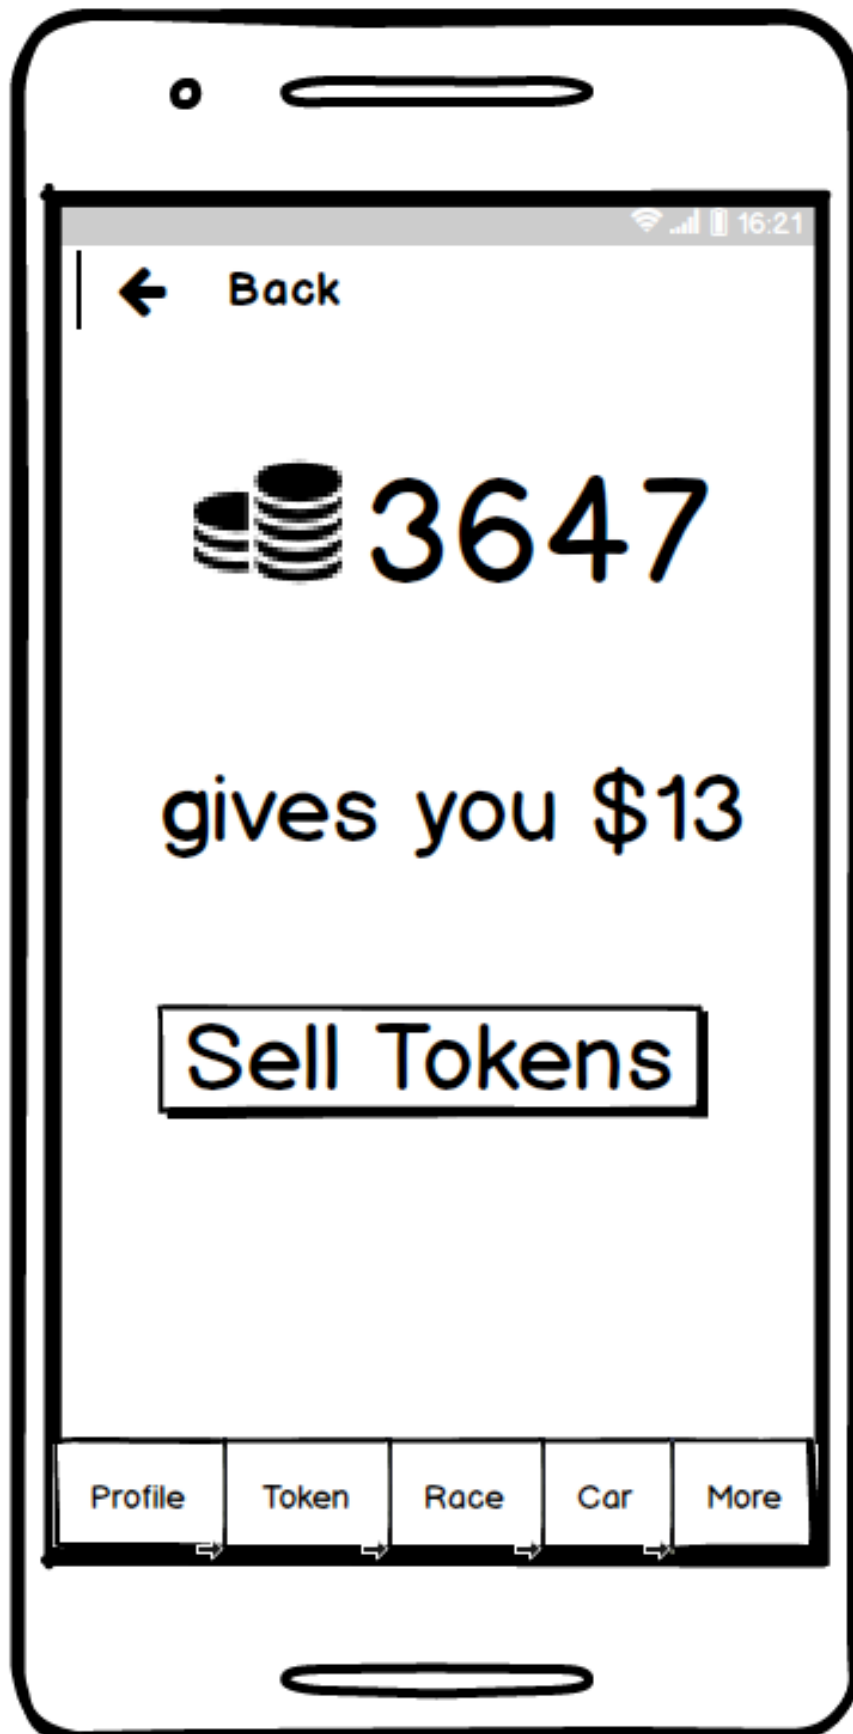 16:21
Back
3647
gives you $13
Sell Tokens
Profile Token Race Car More